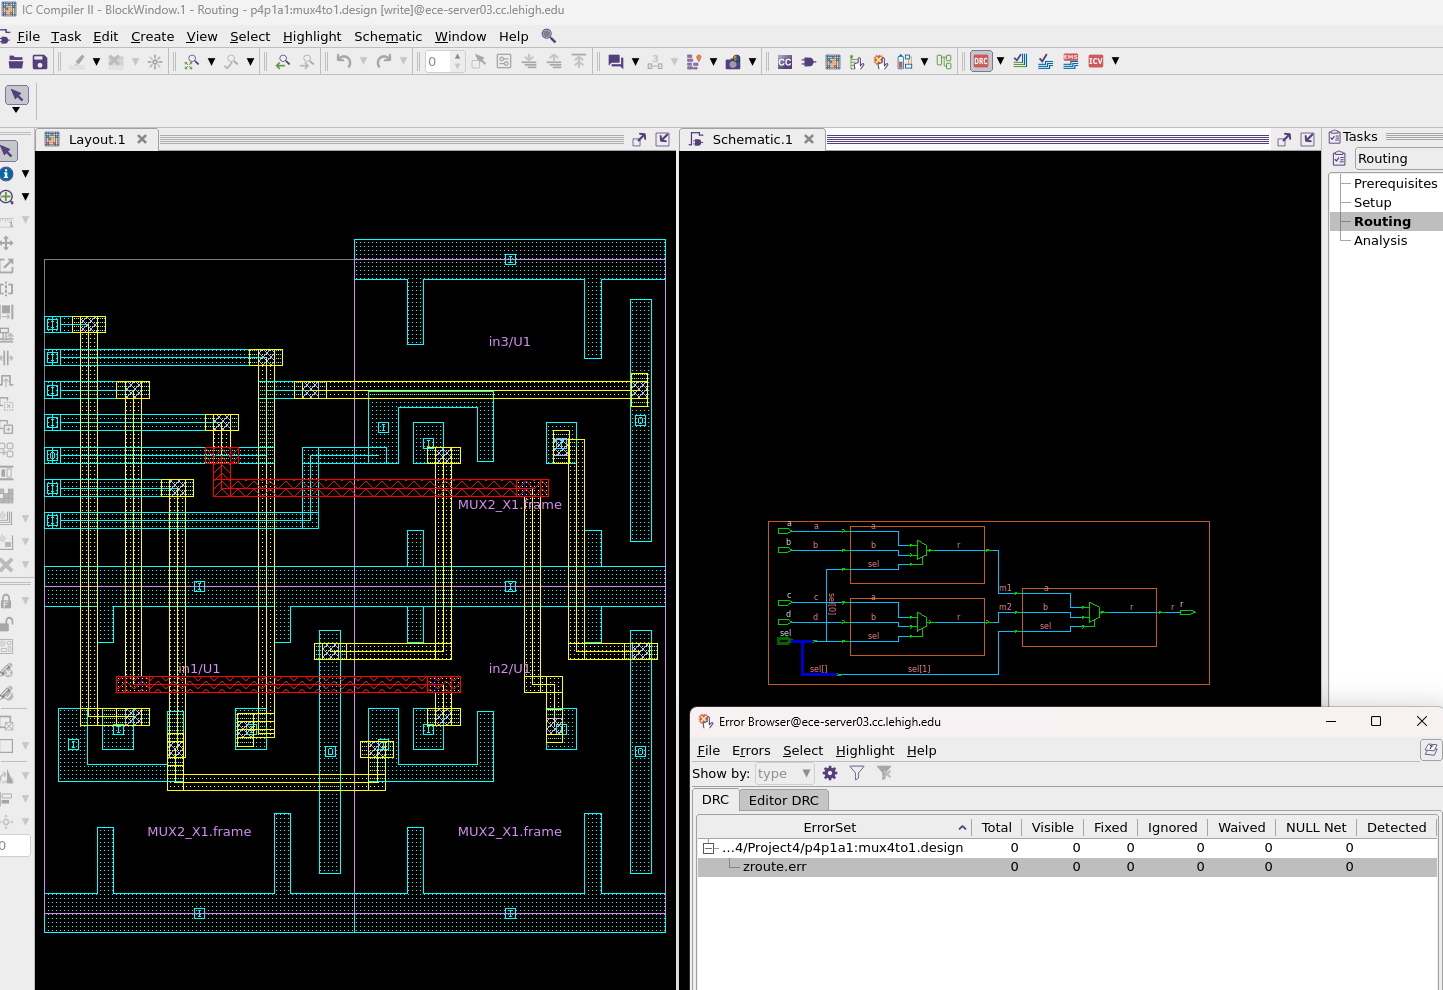 IC Compiler II - BlockWindow.1 - Routing - p4p1a1:mux4to1.design [write]@ece-server03.cc.lehigh.edu
File Task Edit Create View Select Highlight Schematic Window Help
0
CC DRC ICV
Layout.1
Schematic.1
Tasks
Routing
Prerequisites
Setup
Routing
Analysis
in3/U1
MUX2_X1.frame
in1/U1
in2/U1
MUX2_X1.frame
MUX2_X1.frame
0
a a a
b b b r
sel
m1 a
c c a
sel[0]
m2 b r r r
d d b r
sel
sel sel
sel[] sel[1]
Error Browser@ece-server03.cc.lehigh.edu
File Errors Select Highlight Help
Show by: type
DRC Editor DRC
ErrorSet Total Visible Fixed Ignored Waived NULL Net Detected
...4/Project4/p4p1a1:mux4to1.design 0 0 0 0 0 0
zroute.err 0 0 0 0 0 0